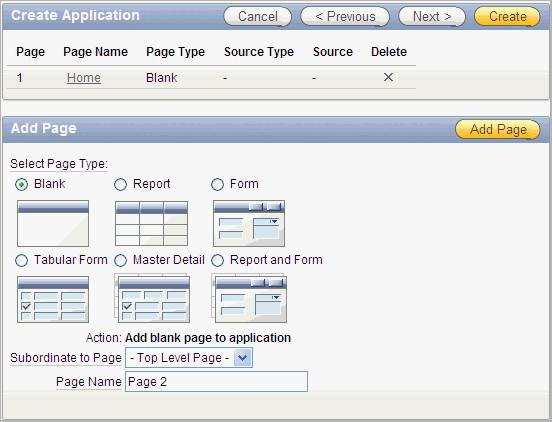 Create Application Cancel < Previous Next > Create
Page Page Name Page Type Source Type Source Delete
1 Home Blank - -
Add Page Add Page
Select Page Type:
Blank Report Form
Tabular Form Master Detail Report and Form
Action: Add blank page to application
Subordinate to Page - Top Level Page -
Page Name Page 2